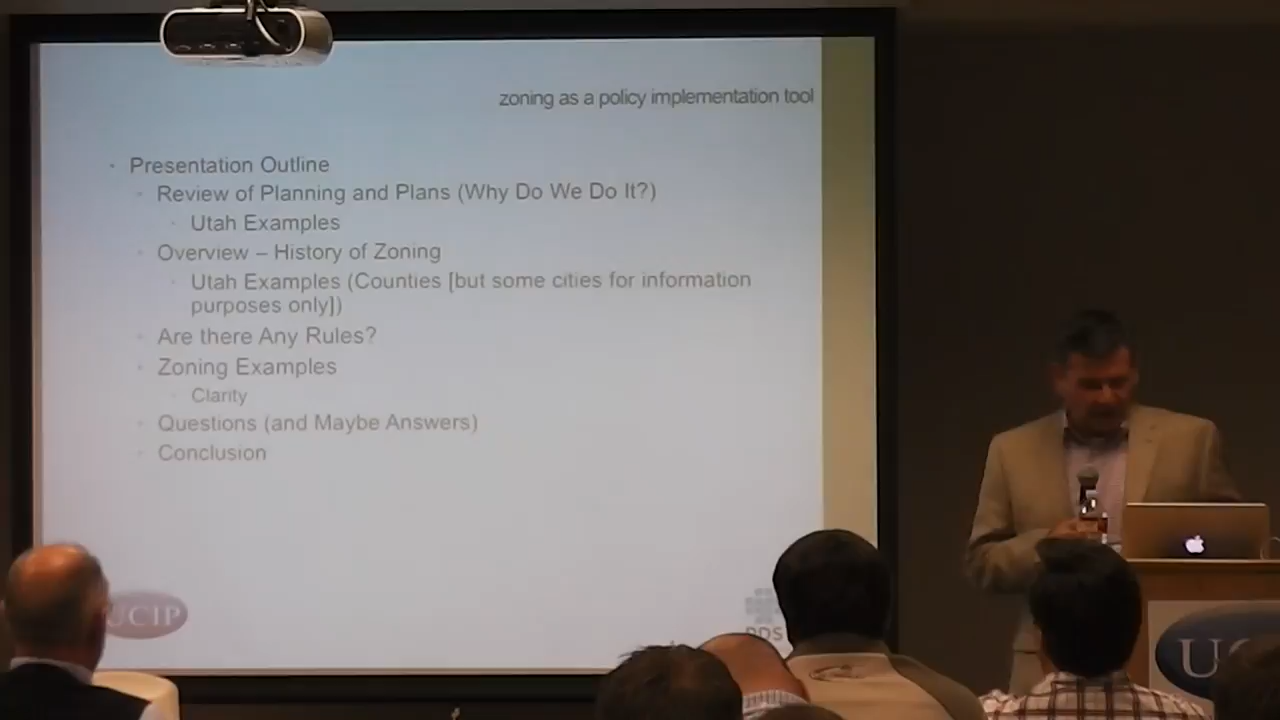 zoning as a policy implementation tool
Presentation Outline
Review of Planning and Plans (Why Do We Do It?)
Utah Examples
Overview – History of Zoning
Utah Examples (Counties [but some cities for information
purposes only])
Are there Any Rules?
Zoning Examples
Clarity
Questions (and Maybe Answers)
Conclusion
UCIP
PDS